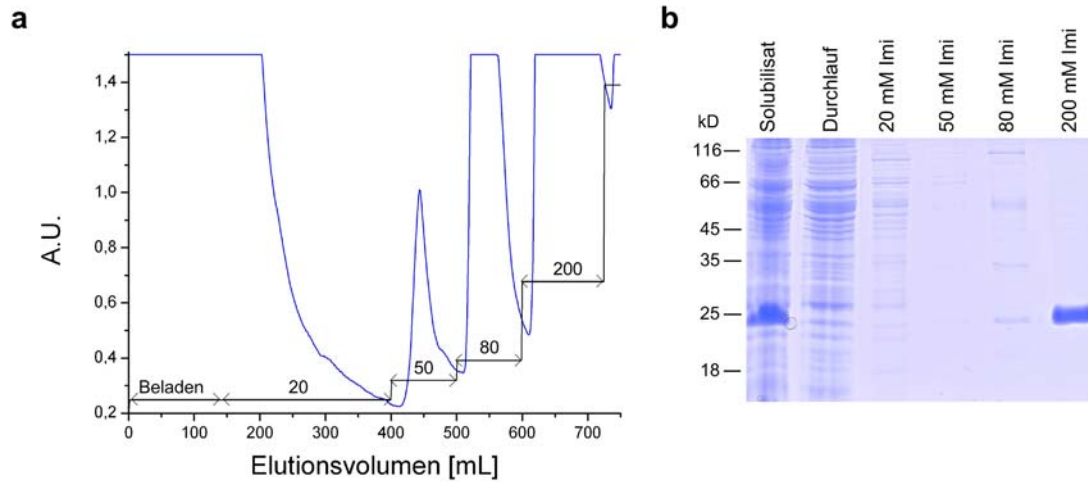 a
A.U.
1,4
1,2
1,0
0,8
0,6
0,4
0,2
Beladen
20
50
80
200
0
100
200
300
400
500
600
700
Elutionsvolumen [mL]
b
Solubilisat
Durchlauf
20 mM Imi
50 mM Imi
80 mM Imi
200 mM Imi
kD
116
66
45
35
25
18